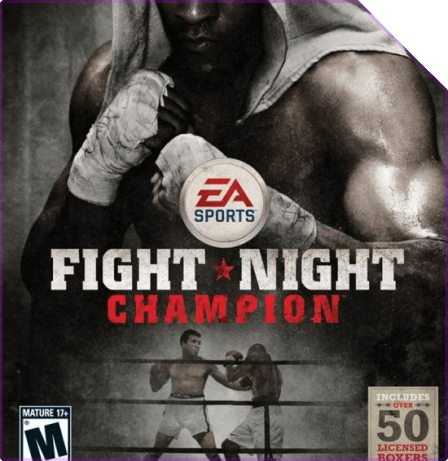 EA
SPORTS
FIGHT NIGHT
CHAMPION
MATURE 17+
M
INCLUDES
OVER
50
LICENSED
BOXERS